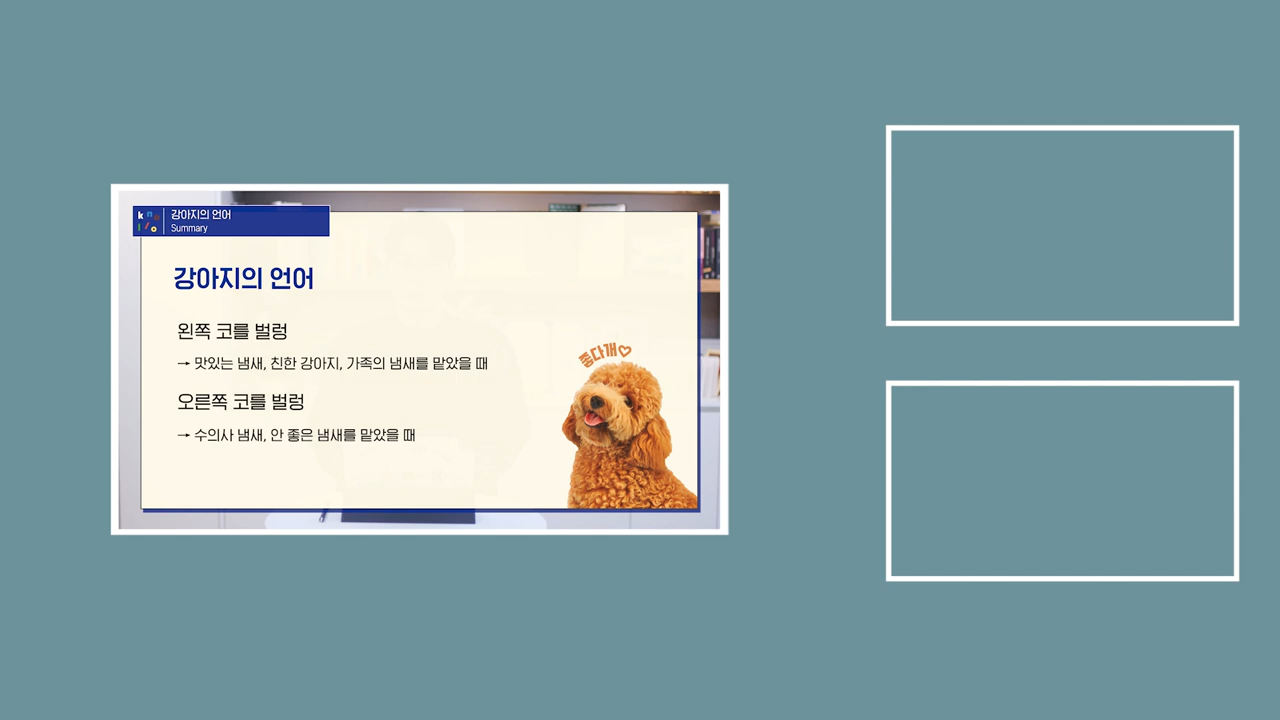 knowllo
강아지의 언어
Summary
강아지의 언어
왼쪽 코를 벌렁
→ 맛있는 냄새, 친한 강아지, 가족의 냄새를 맡았을 때
오른쪽 코를 벌렁
→ 수의사 냄새, 안 좋은 냄새를 맡았을 때
좋다개♡